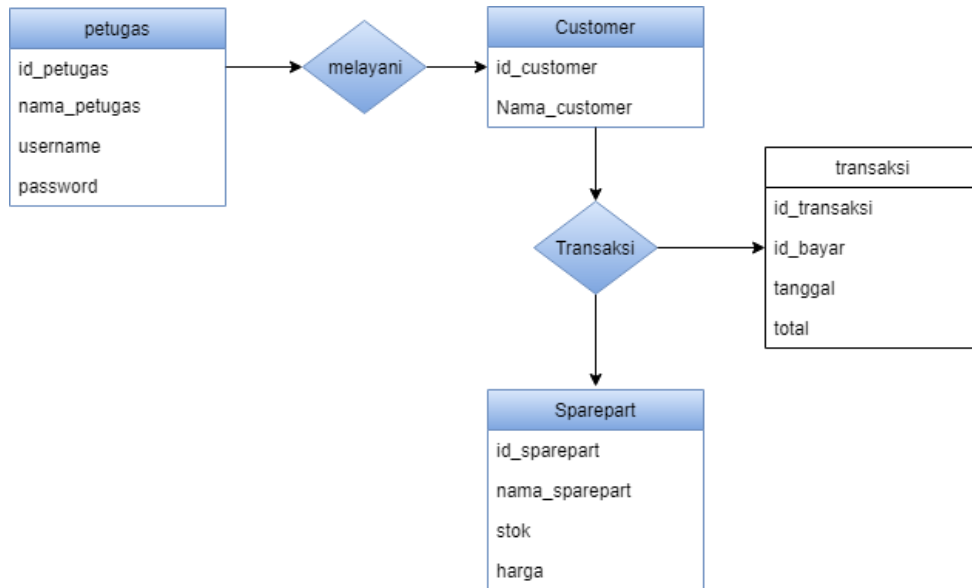 petugas
id_petugas
nama_petugas
username
password
melayani
Customer
id_customer
Nama_customer
Transaksi
transaksi
id_transaksi
id_bayar
tanggal
total
Sparepart
id_sparepart
nama_sparepart
stok
harga